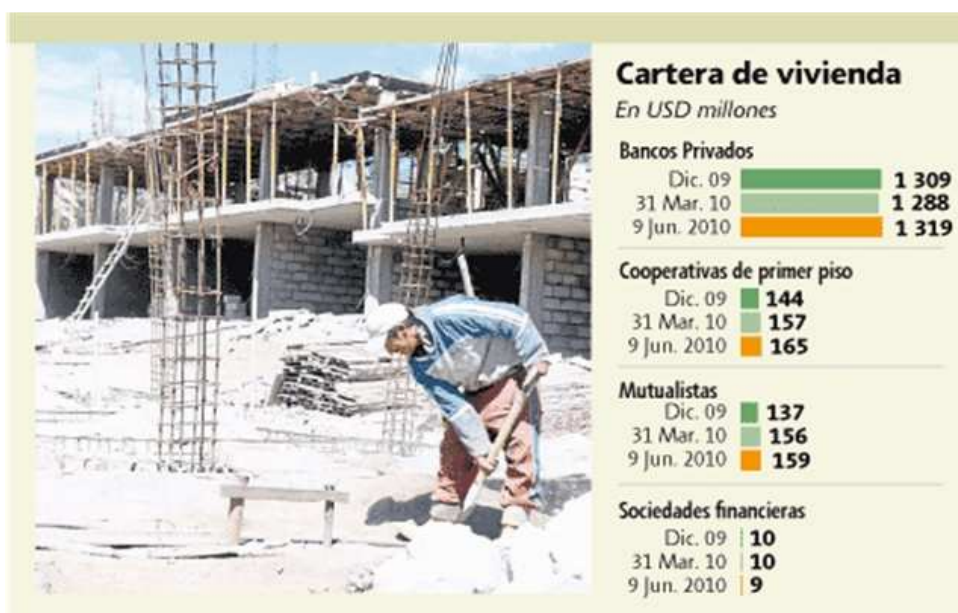 Cartera de vivienda
En USD millones
Bancos Privados
Dic. 09 1 309
31 Mar. 10 1 288
9 Jun. 2010 1 319
Cooperativas de primer piso
Dic. 09 144
31 Mar. 10 157
9 Jun. 2010 165
Mutualistas
Dic. 09 137
31 Mar. 10 156
9 Jun. 2010 159
Sociedades financieras
Dic. 09 10
31 Mar. 10 10
9 Jun. 2010 9